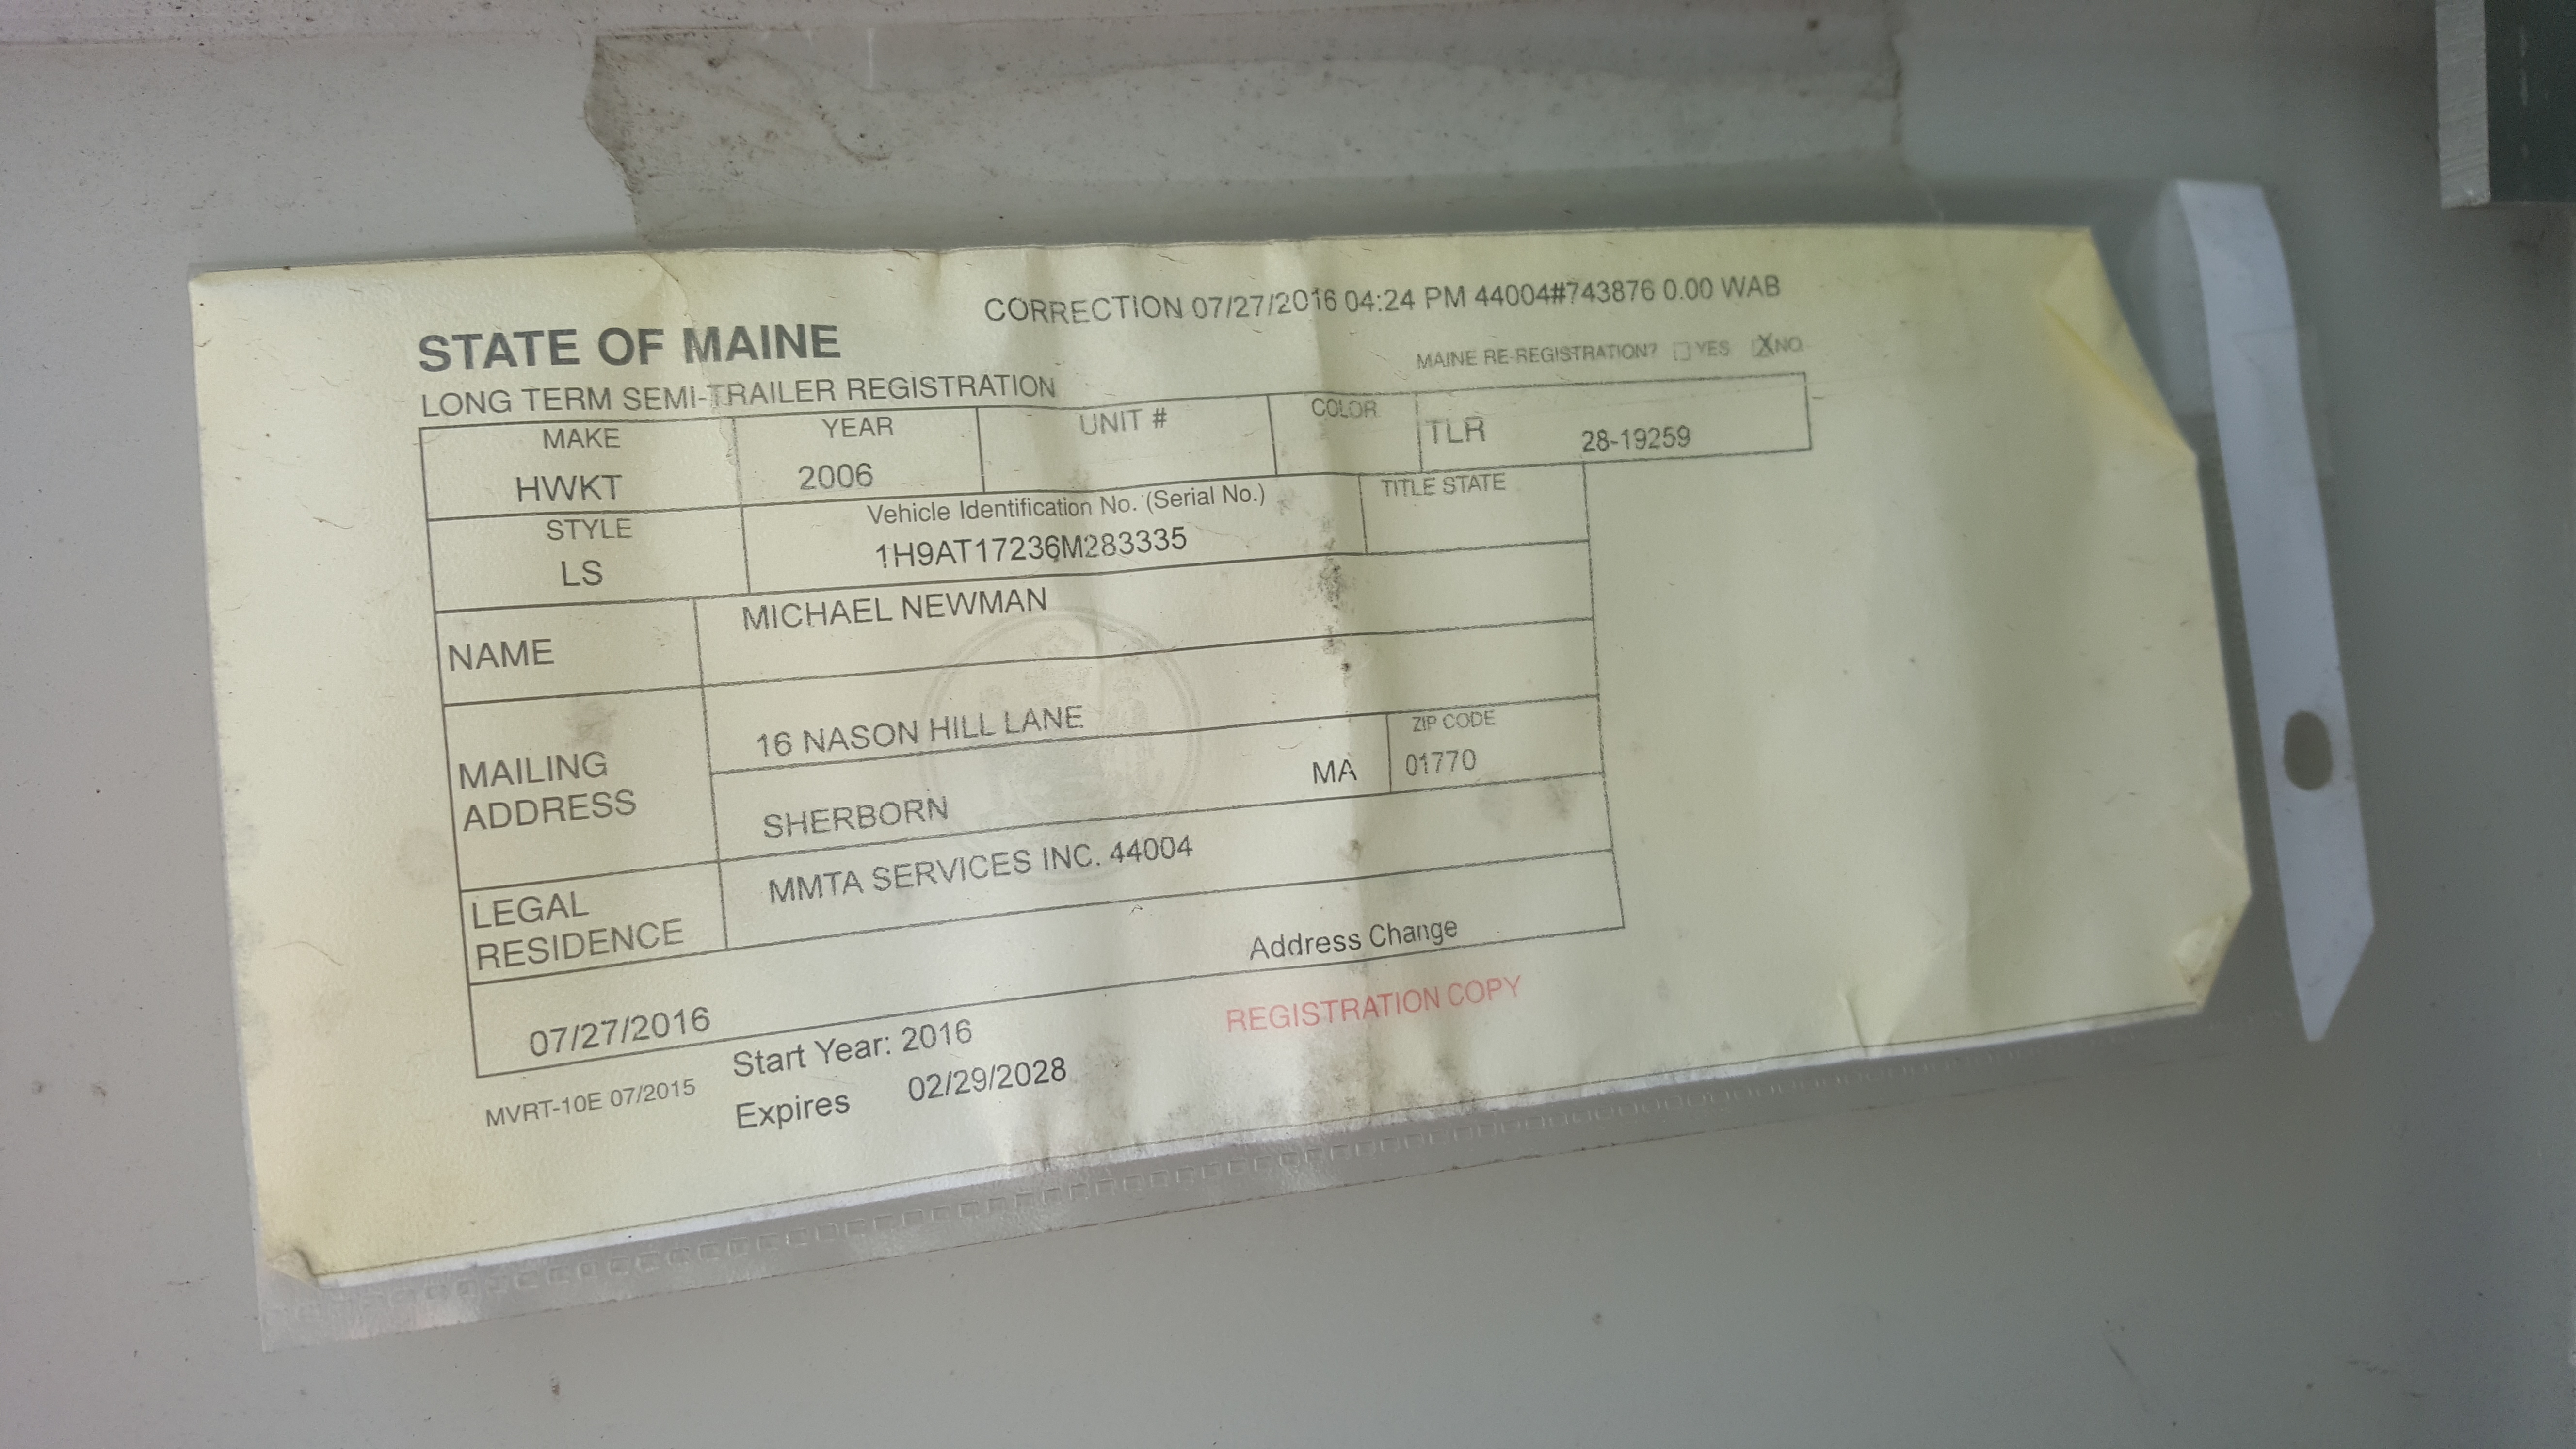 CORRECTION 07/27/2016 04:24 PM 44004#743876 0.00 WAB
STATE OF MAINE
MAINE RE-REGISTRATION? YES X NO
LONG TERM SEMI-TRAILER REGISTRATION
MAKE YEAR UNIT # COLOR TLR 28-19259
HWKT 2006
STYLE Vehicle Identification No. (Serial No.) TITLE STATE
LS 1H9AT17236M283335
NAME MICHAEL NEWMAN
MAILING ADDRESS 16 NASON HILL LANE
ZIP CODE
SHERBORN MA 01770
LEGAL RESIDENCE MMTA SERVICES INC. 44004
Address Change
07/27/2016
REGISTRATION COPY
MVRT-10E 07/2015 Start Year: 2016
Expires 02/29/2028